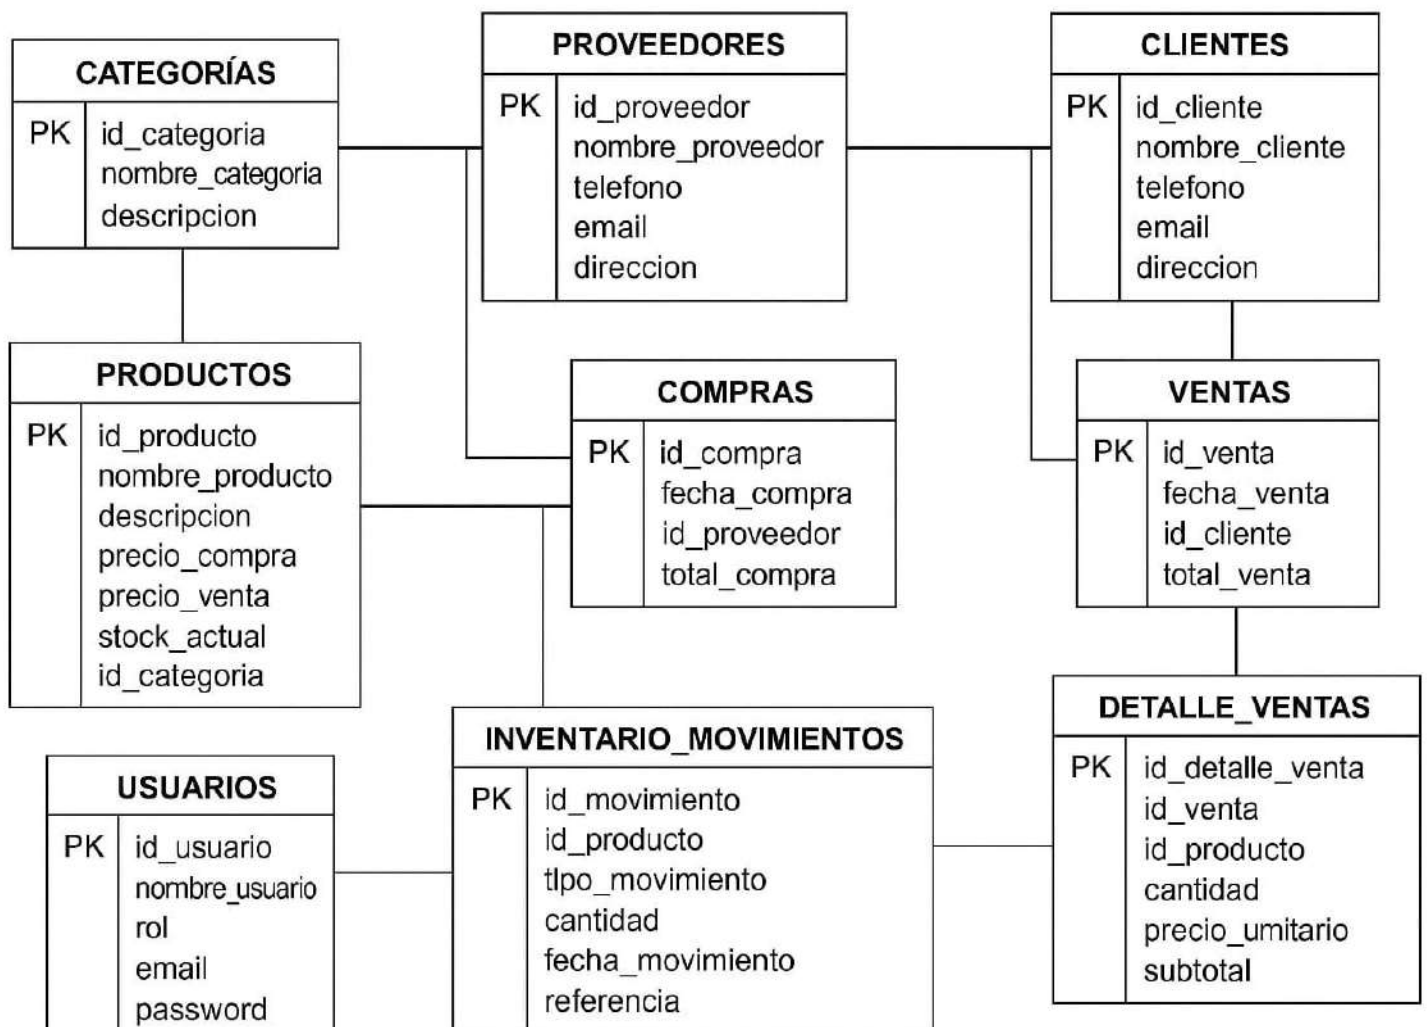 CATEGORÍAS
PK id_categoria
nombre_categoria
descripcion
PROVEEDORES
PK id_proveedor
nombre_proveedor
telefono
email
direccion
CLIENTES
PK id_cliente
nombre_cliente
telefono
email
direccion
PRODUCTOS
PK id_producto
nombre_producto
descripcion
precio_compra
precio_venta
stock_actual
id_categoria
COMPRAS
PK id_compra
fecha_compra
id_proveedor
total_compra
VENTAS
PK id_venta
fecha_venta
id_cliente
total_venta
USUARIOS
PK id_usuario
nombre_usuario
rol
email
password
INVENTARIO_MOVIMIENTOS
PK id_movimiento
id_producto
tlpo_movimiento
cantidad
fecha_movimiento
referencia
DETALLE_VENTAS
PK id_detalle_venta
id_venta
id_producto
cantidad
precio_umitario
subtotal